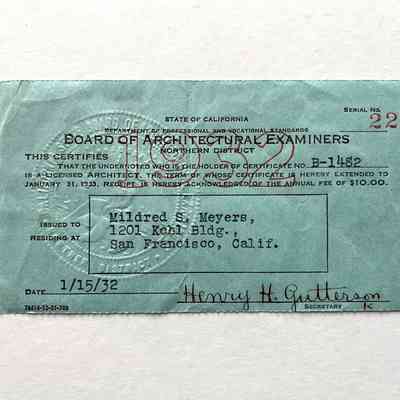 STATE OF CALIFORNIA
SERIAL NO.
22
DEPARTMENT OF PROFESSIONAL AND VOCATIONAL STANDARDS
BOARD OF ARCHITECTURAL EXAMINERS
NORTHERN DISTRICT
1932
THIS CERTIFIES
THAT THE UNDERNOTED WHO IS THE HOLDER OF CERTIFICATE NO. B-1482
IS A LICENSED ARCHITECT. THE TERM OF WHOSE CERTIFICATE IS HEREBY EXTENDED TO
JANUARY 31, 1933. RECEIPT IS HEREBY ACKNOWLEDGED OF THE ANNUAL FEE OF $10.00.
ISSUED TO
RESIDING AT
Mildred S. Meyers,
1201 Kohl Bldg.,
San Francisco, Calif.
DATE 1/15/32
Henry H. Gutterson
SECRETARY
K